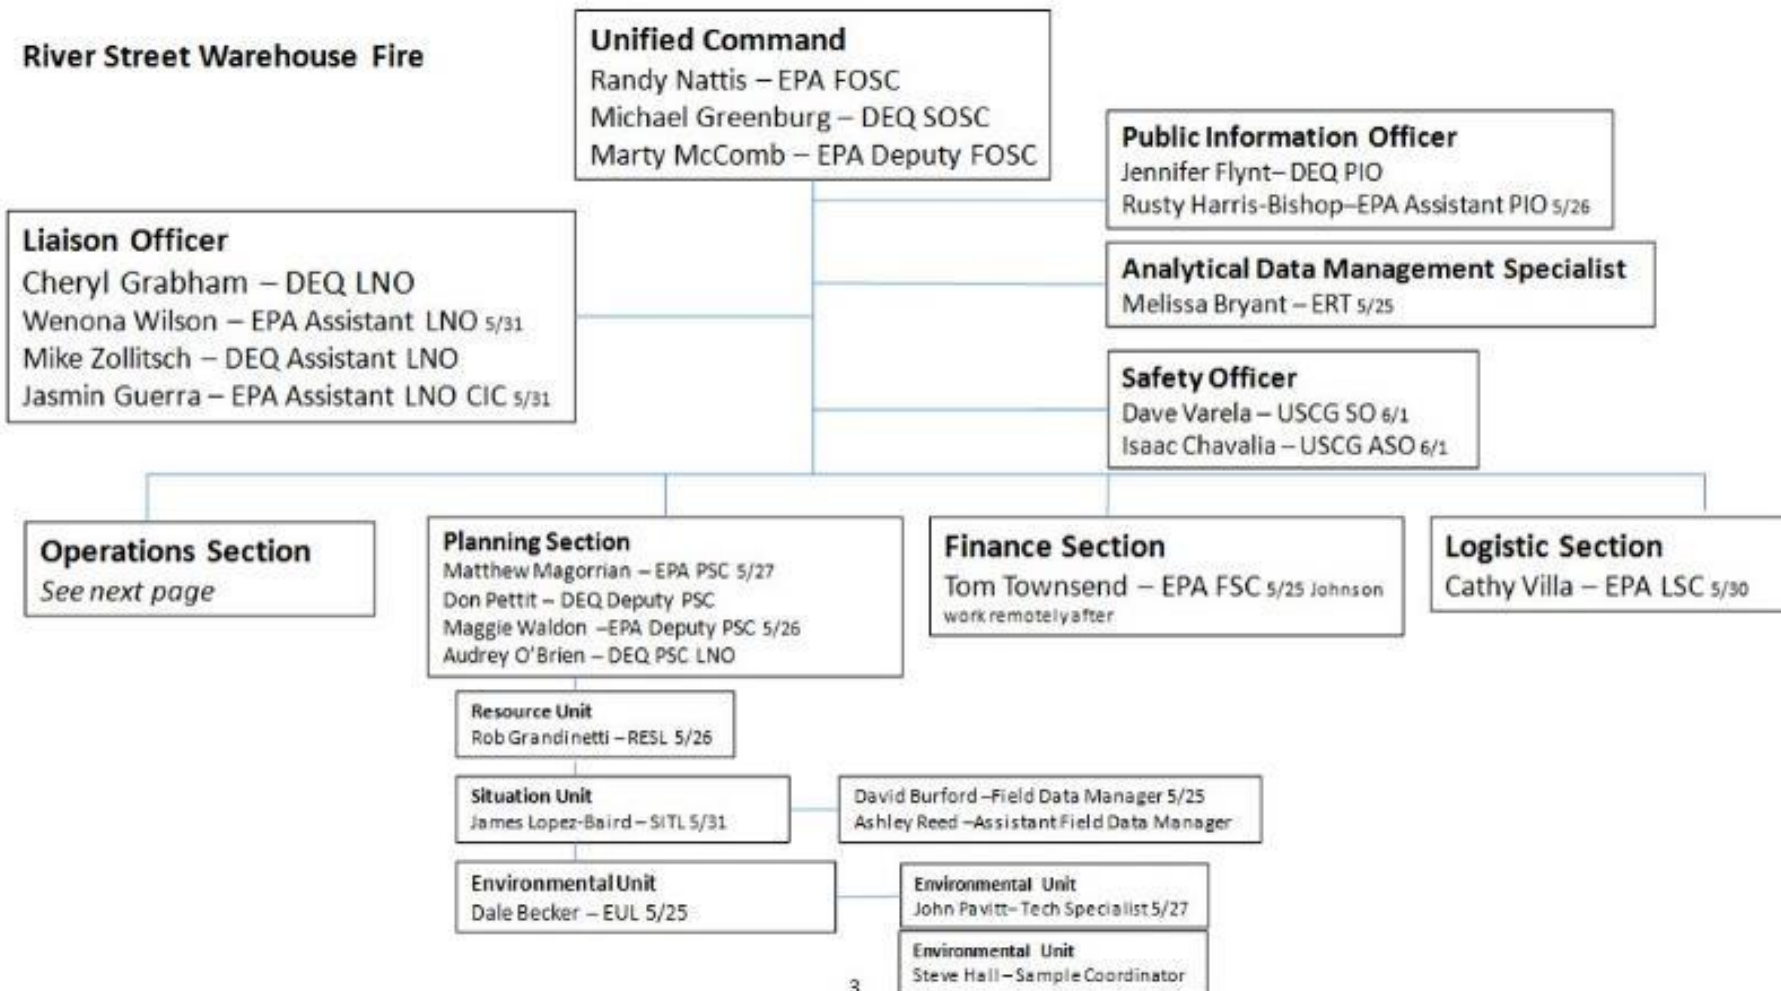 River Street Warehouse Fire
Unified Command
Randy Nattis – EPA FOSC
Michael Greenburg – DEQ SOSC
Marty McComb – EPA Deputy FOSC
Public Information Officer
Jennifer Flynt– DEQ PIO
Rusty Harris-Bishop–EPA Assistant PIO 5/26
Liaison Officer
Cheryl Grabham – DEQ LNO
Wenona Wilson – EPA Assistant LNO 5/31
Mike Zollitsch – DEQ Assistant LNO
Jasmin Guerra – EPA Assistant LNO CIC 5/31
Analytical Data Management Specialist
Melissa Bryant – ERT 5/25
Safety Officer
Dave Varela – USCG SO 6/1
Isaac Chavalia – USCG ASO 6/1
Operations Section
See next page
Planning Section
Matthew Magorrian – EPA PSC 5/27
Don Pettit – DEQ Deputy PSC
Maggie Waldon –EPA Deputy PSC 5/26
Audrey O'Brien – DEQ PSC LNO
Finance Section
Tom Townsend – EPA FSC 5/25 Johnson
work remotely after
Logistic Section
Cathy Villa – EPA LSC 5/30
Resource Unit
Rob Grandinetti – RESL 5/26
Situation Unit
James Lopez-Baird – SITL 5/31
David Burford –Field Data Manager 5/25
Ashley Reed –Assistant Field Data Manager
Environmental Unit
Dale Becker – EUL 5/25
Environmental Unit
John Pavitt– Tech Specialist 5/27
Environmental Unit
Steve Hall – Sample Coordinator
3